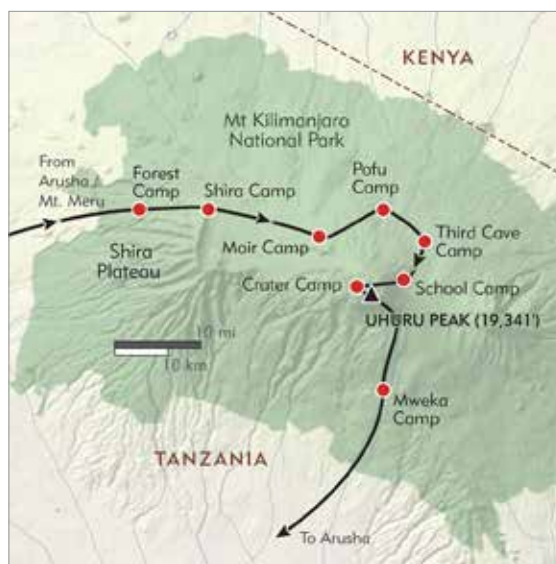 KENYA
Mt Kilimanjaro
National Park
From
Arusha /
Mt. Meru
Forest
Camp
Shira Camp
Pofu
Camp
Moir Camp
Third Cave
Camp
Shira
Plateau
Crater Camp
School Camp
UHURU PEAK (19,341')
10 mi
10 km
Mweka
Camp
TANZANIA
To Arusha